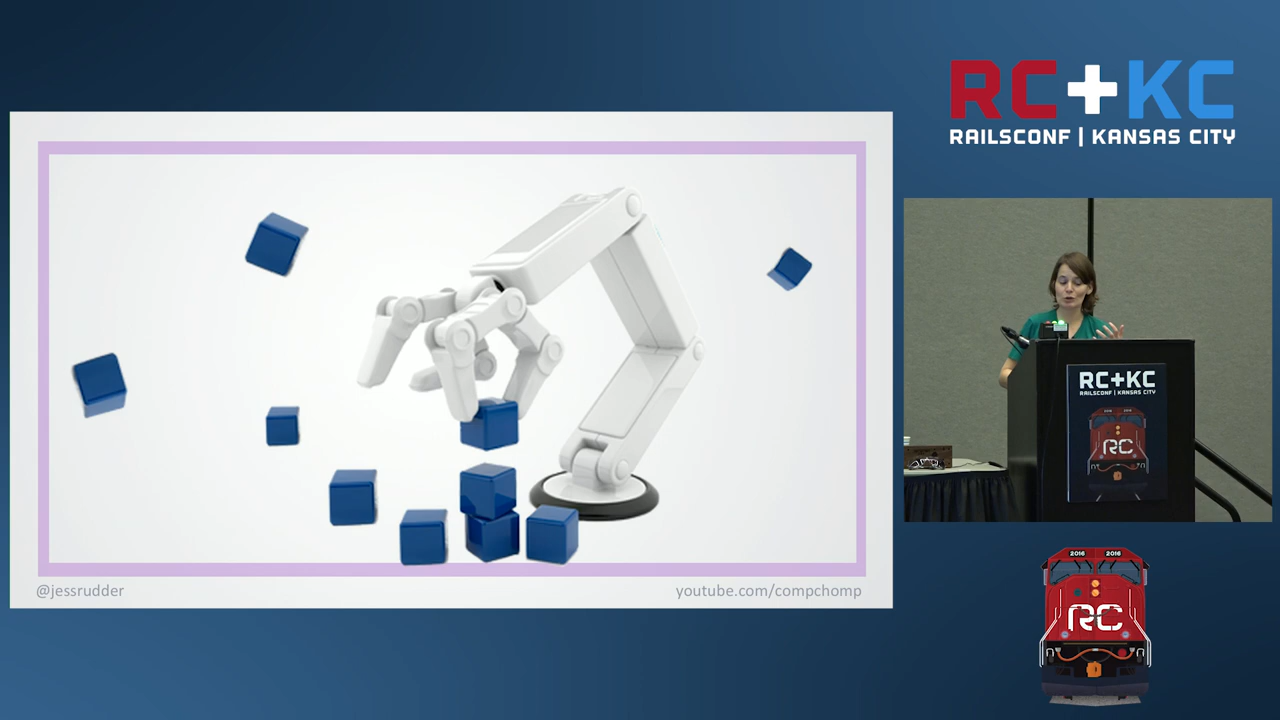 RC+KC
RAILSCONF | KANSAS CITY
@jessrudder
youtube.com/compchomp
RC+KC
RAILSCONF | KANSAS CITY
RC
2016 2016
RC